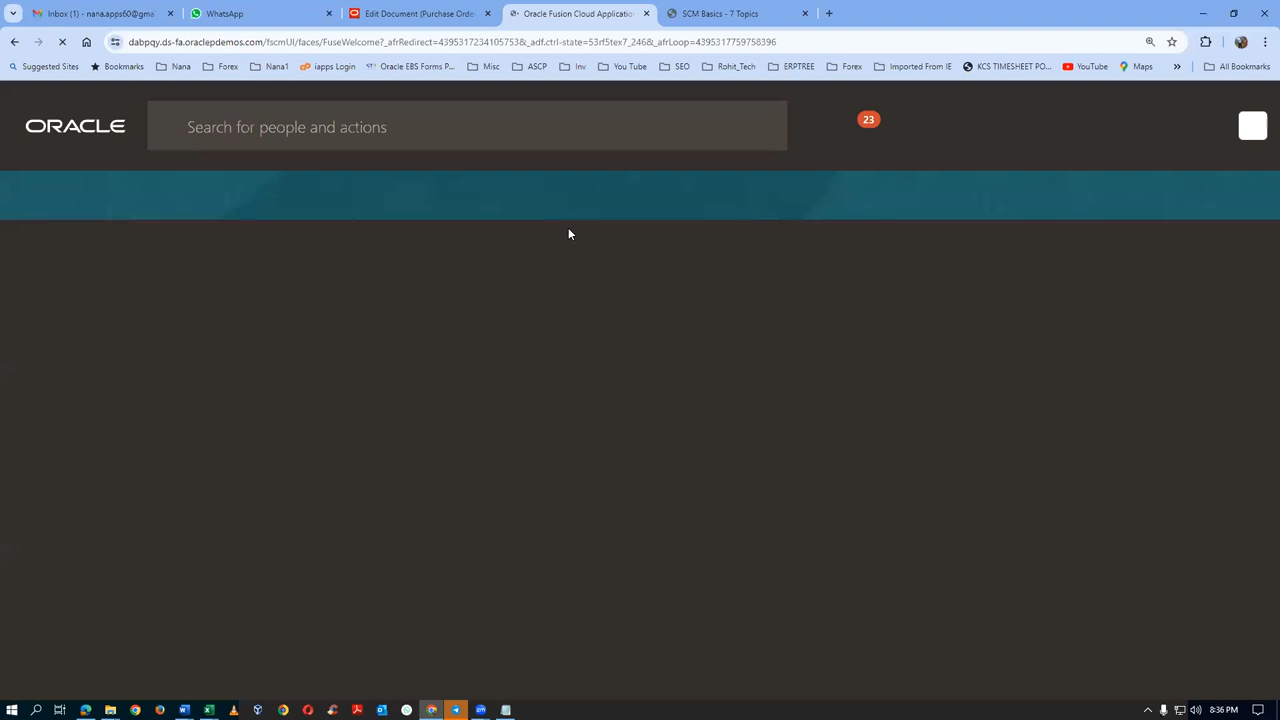 Inbox (1) - nana.apps60@gma
WhatsApp
Edit Document (Purchase Orde
Oracle Fusion Cloud Applicatio
SCM Basics - 7 Topics
dabpqy.ds-fa.oraclepdemos.com/fscmUI/faces/FuseWelcome?_afrRedirect=4395317234105753&_adf.ctrl-state=53rf5tex7_246&_afrLoop=4395317759758396
Suggested Sites
Bookmarks
Nana
Forex
Nana1
iapps Login
Oracle EBS Forms P...
Misc
ASCP
Inv
You Tube
SEO
Rohit_Tech
ERPTREE
Forex
Imported From IE
KCS TIMESHEET PO...
YouTube
Maps
»
All Bookmarks
ORACLE
Search for people and actions
23
8:36 PM